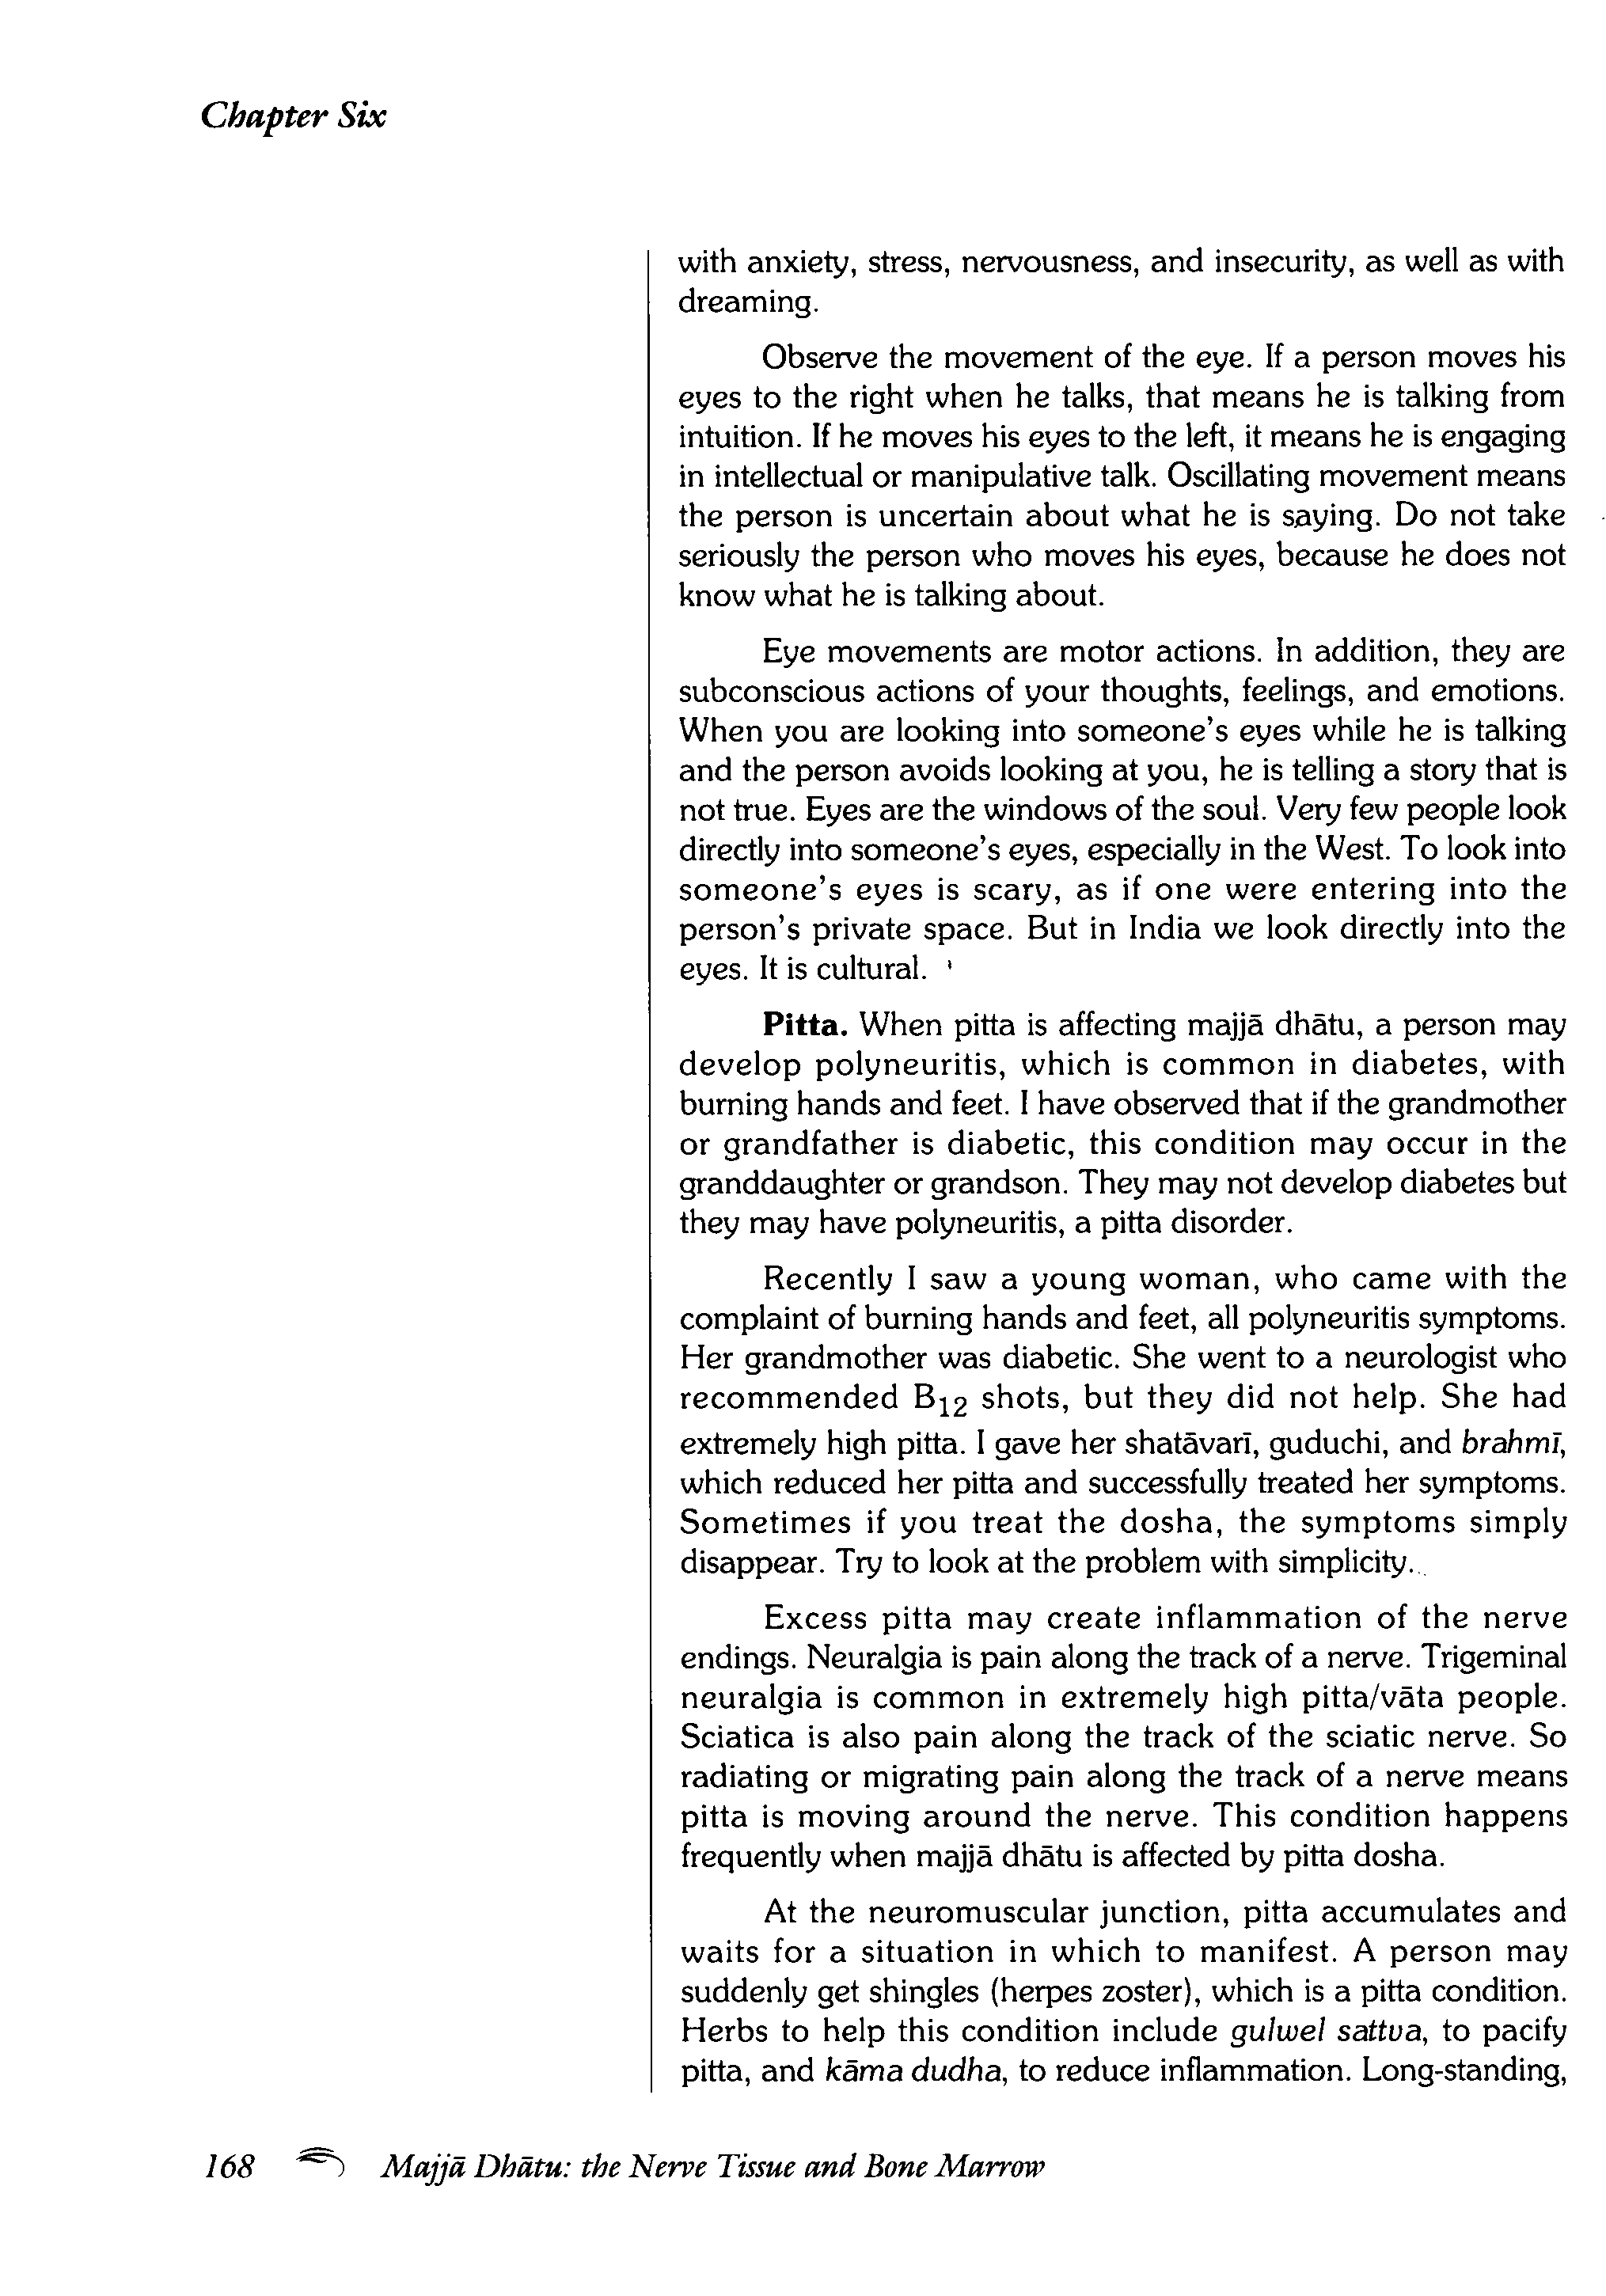 Chapter Six
with anxiety, stress, nervousness, and insecurity, as well as with
dreaming.
Observe the movement of the eye. If a person moves his
eyes to the right when he talks, that means he is talking from
intuition. If he moves his eyes to the left, it means he is engaging
in intellectual or manipulative talk. Oscillating movement means
the person is uncertain about what he is saying. Do not take
seriously the person who moves his eyes, because he does not
know what he is talking about.
Eye movements are motor actions. In addition, they are
subconscious actions of your thoughts, feelings, and emotions.
When you are looking into someone's eyes while he is talking
and the person avoids looking at you, he is telling a story that is
not true. Eyes are the windows of the soul. Very few people look
directly into someone's eyes, especially in the West. To look into
someone's eyes is scary, as if one were entering into the
person's private space. But in India we look directly into the
eyes. It is cultural.
Pitta. When pitta is affecting majjā dhātu, a person may
develop polyneuritis, which is common in diabetes, with
burning hands and feet. I have observed that if the grandmother
or grandfather is diabetic, this condition may occur in the
granddaughter or grandson. They may not develop diabetes but
they may have polyneuritis, a pitta disorder.
Recently I saw a young woman, who came with the
complaint of burning hands and feet, all polyneuritis symptoms.
Her grandmother was diabetic. She went to a neurologist who
recommended B12 shots, but they did not help. She had
extremely high pitta. I gave her shatāvarī, guduchi, and brahmī,
which reduced her pitta and successfully treated her symptoms.
Sometimes if you treat the dosha, the symptoms simply
disappear. Try to look at the problem with simplicity.
Excess pitta may create inflammation of the nerve
endings. Neuralgia is pain along the track of a nerve. Trigeminal
neuralgia is common in extremely high pitta/vāta people.
Sciatica is also pain along the track of the sciatic nerve. So
radiating or migrating pain along the track of a nerve means
pitta is moving around the nerve. This condition happens
frequently when majjā dhātu is affected by pitta dosha.
At the neuromuscular junction, pitta accumulates and
waits for a situation in which to manifest. A person may
suddenly get shingles (herpes zoster), which is a pitta condition.
Herbs to help this condition include gulwel sattva, to pacify
pitta, and kāma dudha, to reduce inflammation. Long-standing,
168 Majjā Dhātu: the Nerve Tissue and Bone Marrow